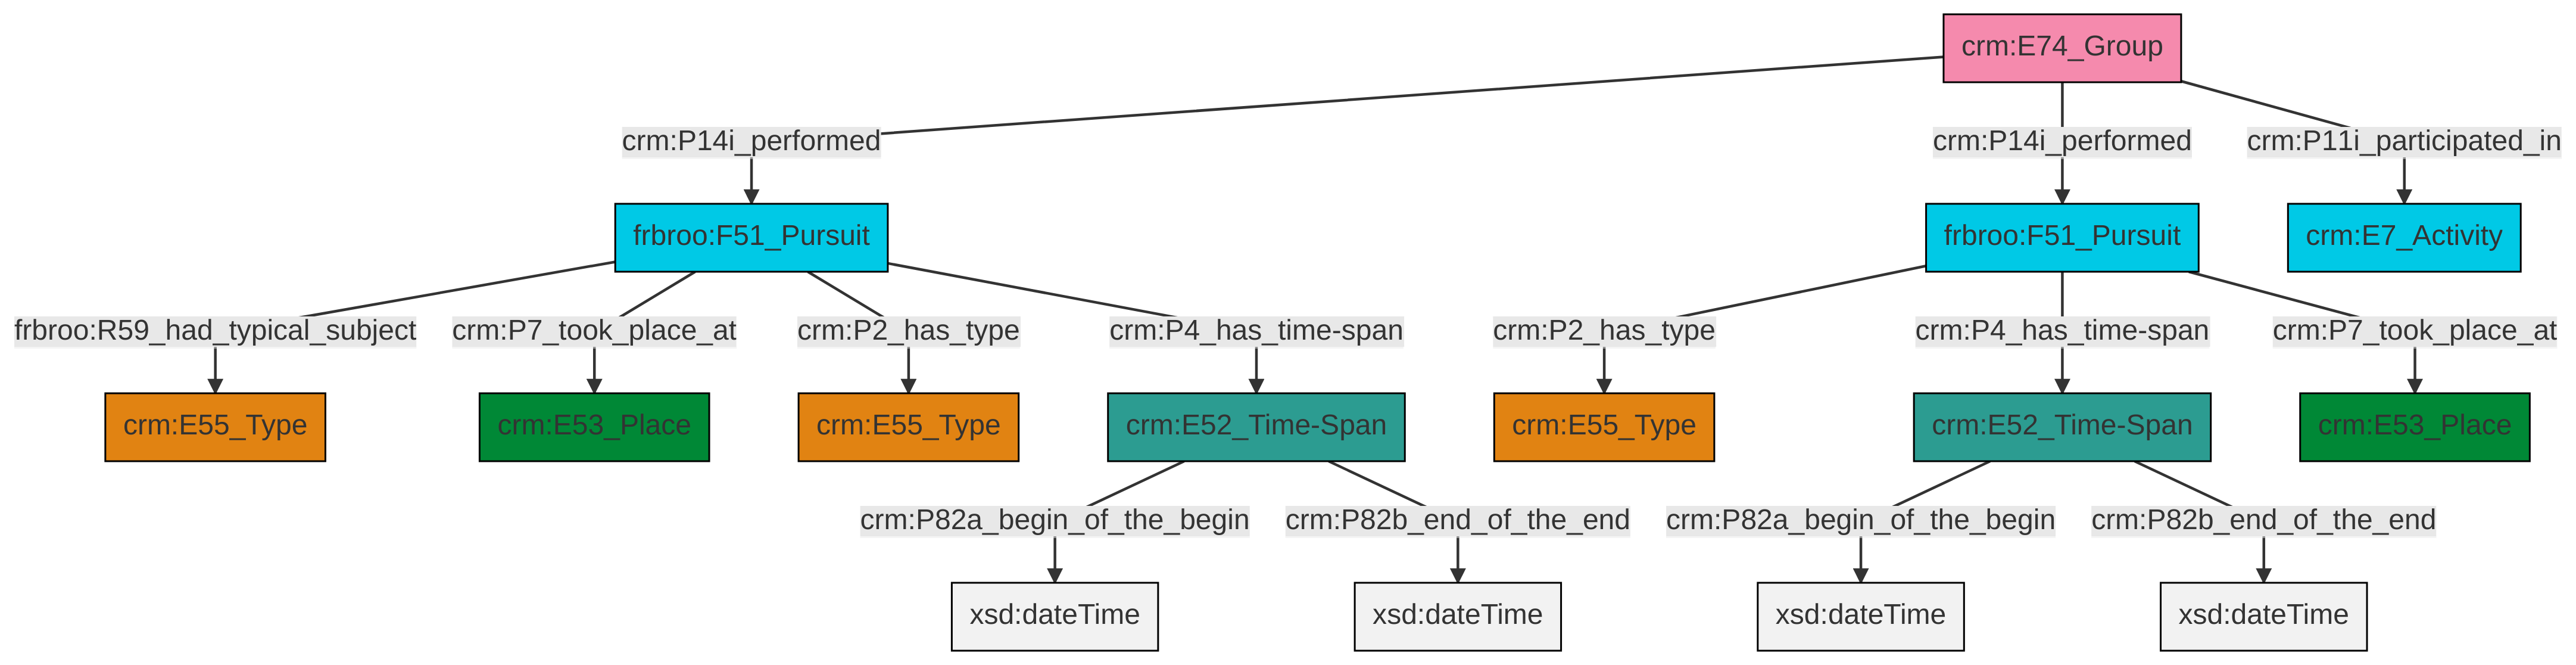 crm:E74_Group
crm:P14i_performed
crm:P14i_performed
crm:P11i_participated_in
frbroo:F51_Pursuit
frbroo:F51_Pursuit
crm:E7_Activity
frbroo:R59_had_typical_subject
crm:P7_took_place_at
crm:P2_has_type
crm:P4_has_time-span
crm:P2_has_type
crm:P4_has_time-span
crm:P7_took_place_at
crm:E55_Type
crm:E53_Place
crm:E55_Type
crm:E52_Time-Span
crm:E55_Type
crm:E52_Time-Span
crm:E53_Place
crm:P82a_begin_of_the_begin
crm:P82b_end_of_the_end
crm:P82a_begin_of_the_begin
crm:P82b_end_of_the_end
xsd:dateTime
xsd:dateTime
xsd:dateTime
xsd:dateTime